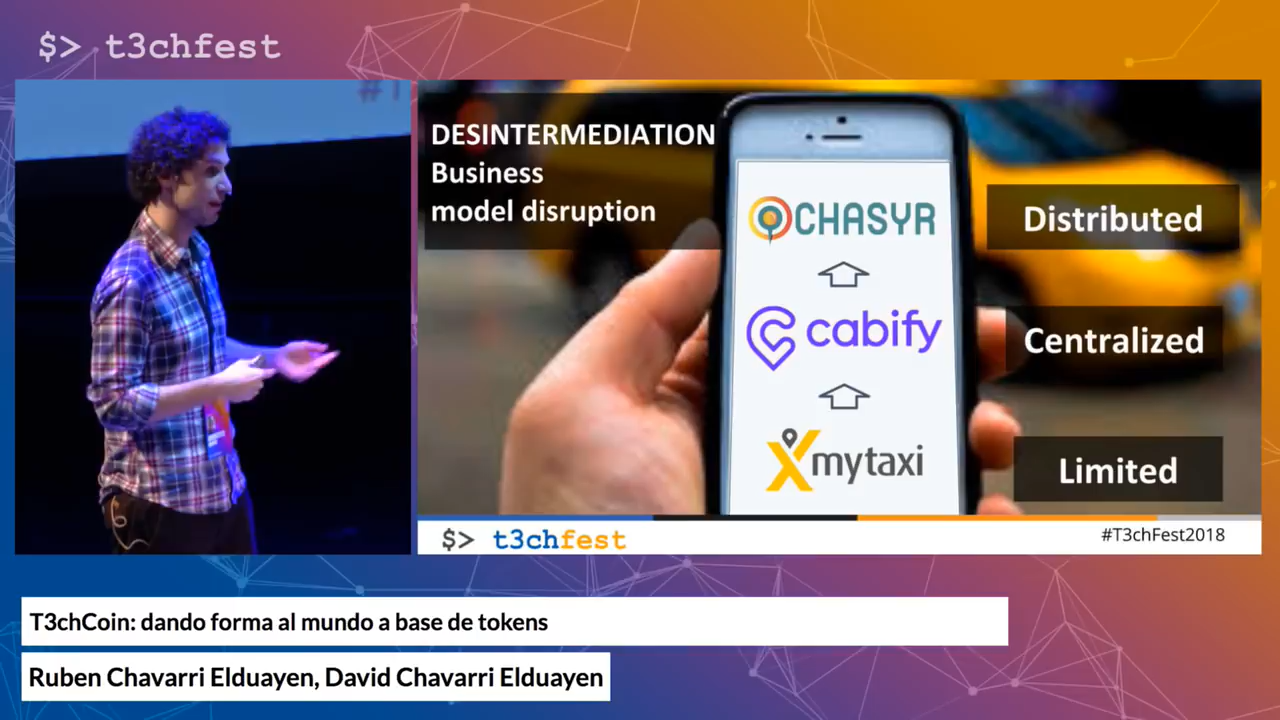 $> t3chfest
#T
DESINTERMEDIATION
Business
model disruption
CHASYR
Distributed
cabify
Centralized
mytaxi
Limited
$> t3chfest
#T3chFest2018
T3chCoin: dando forma al mundo a base de tokens
Ruben Chavarri Elduayen, David Chavarri Elduayen